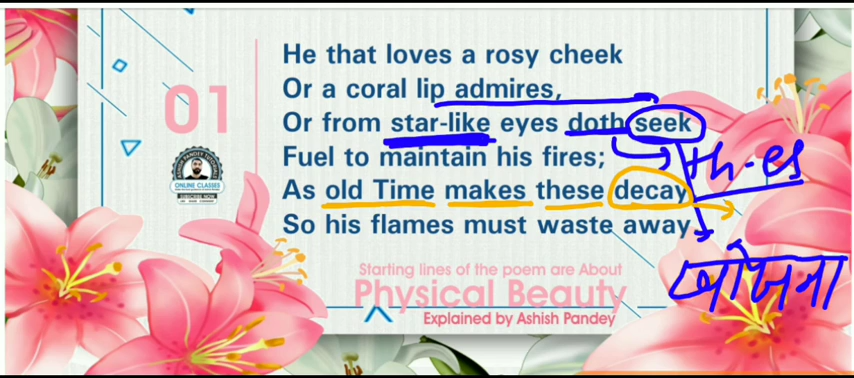 He that loves a rosy cheek
Or a coral lip admires,
01
Or from star-like eyes doth seek
Fuel to maintain his fires;
th-es
ONLINE CLASSES
As old Time makes these decay
So his flames must waste away
खोजना
Starting lines of the poem are About
Physical Beauty
Explained by Ashish Pandey